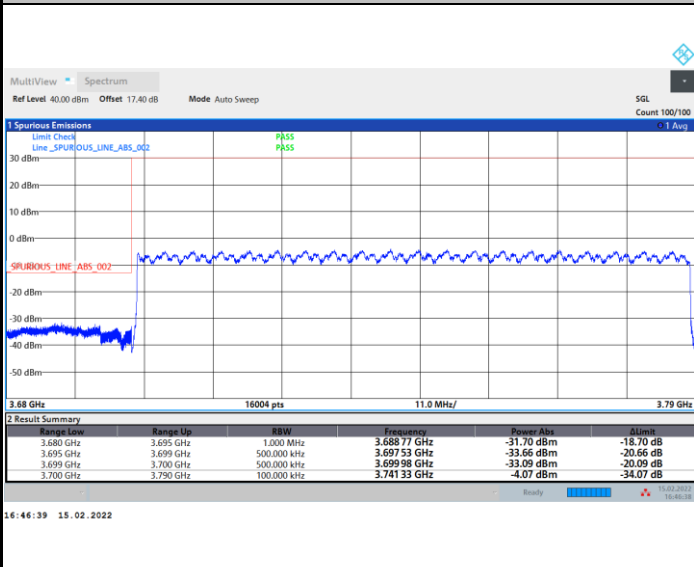 MultiView Spectrum
Ref Level 40.00 dBm Offset 17.40 dB Mode Auto Sweep SGL
Count 100/100
1 Spurious Emissions 1 Avg
Limit Check PASS
Line _SPURIOUS_LINE_ABS_002 PASS
30 dBm
20 dBm
10 dBm
0 dBm
_SPURIOUS_LINE_ABS_002
-20 dBm
-30 dBm
-40 dBm
-50 dBm
3.68 GHz 16004 pts 11.0 MHz/ 3.79 GHz
2 Result Summary
Range Low Range Up RBW Frequency Power Abs ΔLimit
3.680 GHz 3.695 GHz 1.000 MHz 3.688 77 GHz -31.70 dBm -18.70 dB
3.695 GHz 3.699 GHz 500.000 kHz 3.697 53 GHz -33.66 dBm -20.66 dB
3.699 GHz 3.700 GHz 500.000 kHz 3.699 98 GHz -33.09 dBm -20.09 dB
3.700 GHz 3.790 GHz 100.000 kHz 3.741 33 GHz -4.07 dBm -34.07 dB
Ready 15.02.2022
16:46:38
16:46:39 15.02.2022